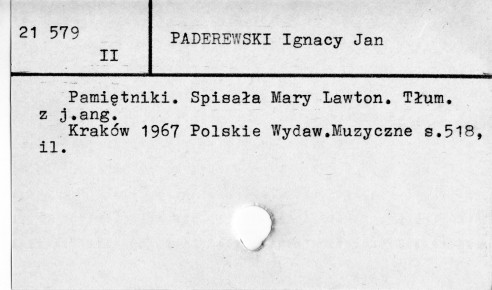 21 579
II
PADEREWSKI Ignacy Jan
Pamiętniki. Spisała Mary Lawton. Tłum.
z j.ang.
Kraków 1967 Polskie Wydaw.Muzyczne s.518,
il.